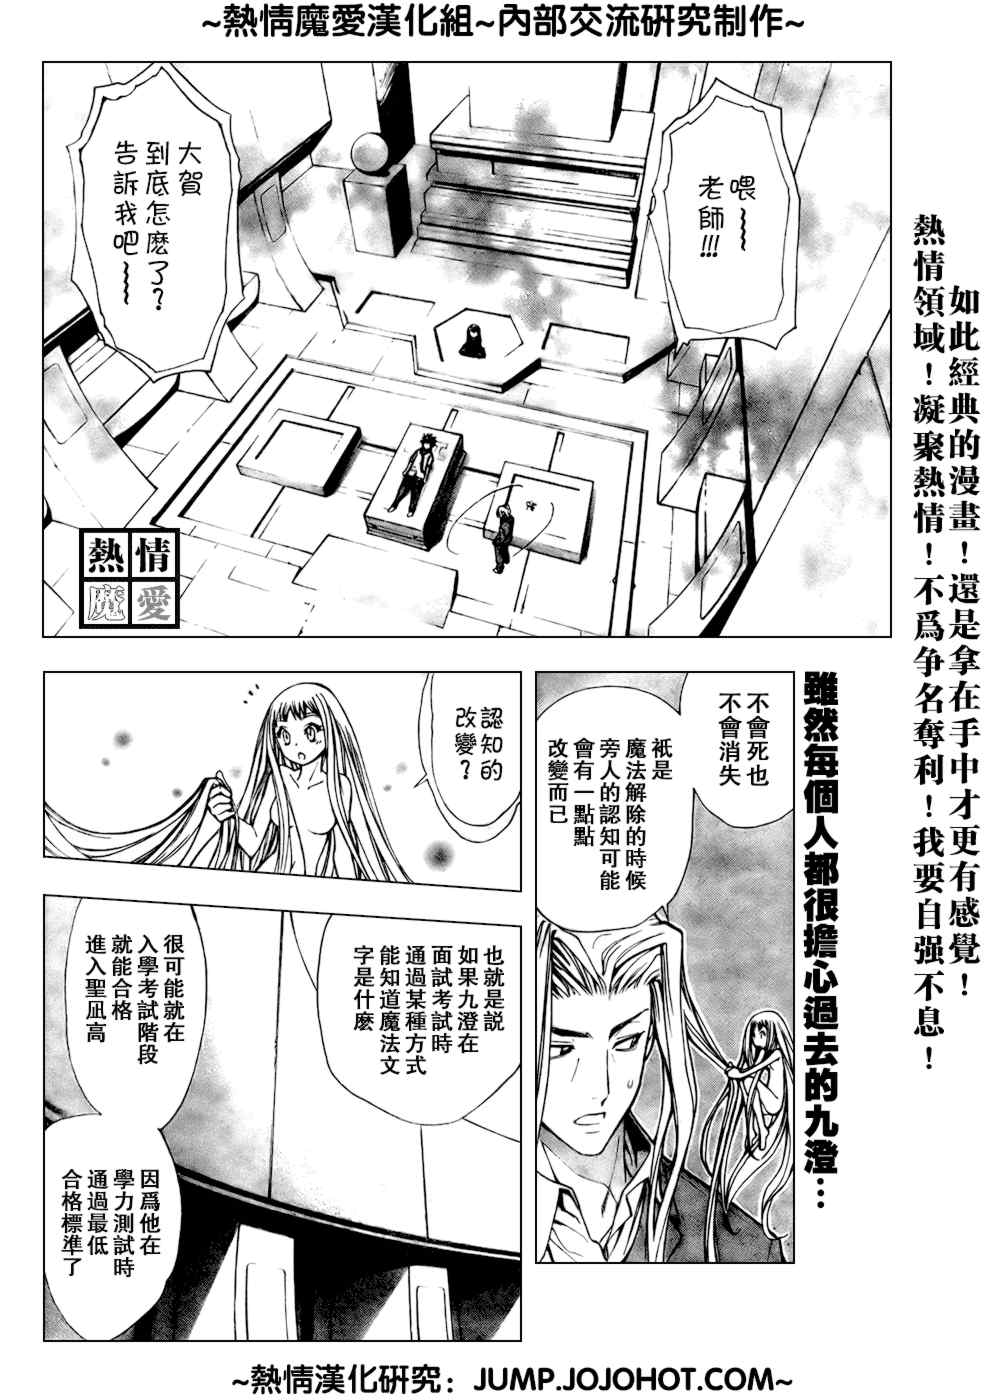 ~熱情魔愛漢化組~內部交流研究制作~
喂～
老師!!!
大賀
到底怎麽了?
告訴我吧～
熱情
魔愛
如此經典的漫畫！還是拿在手中才更有感覺！
熱情領域！凝聚熱情！不爲争名奪利！我要自强不息！
雖然每個人都很擔心過去的九澄…
不會死也
不會消失
衹是
魔法解除的時候
旁人的認知可能
會有一點點
改變而已
認知的
改變?
也就是説
如果九澄在
面試考試時
通過某種方式
能知道魔法文
字是什麽
很可能就在
入學考試階段
就能合格
進入聖凪高
因爲他在
學力測試時
通過最低
合格標準了
~熱情漢化研究：JUMP.JOJOHOT.COM~